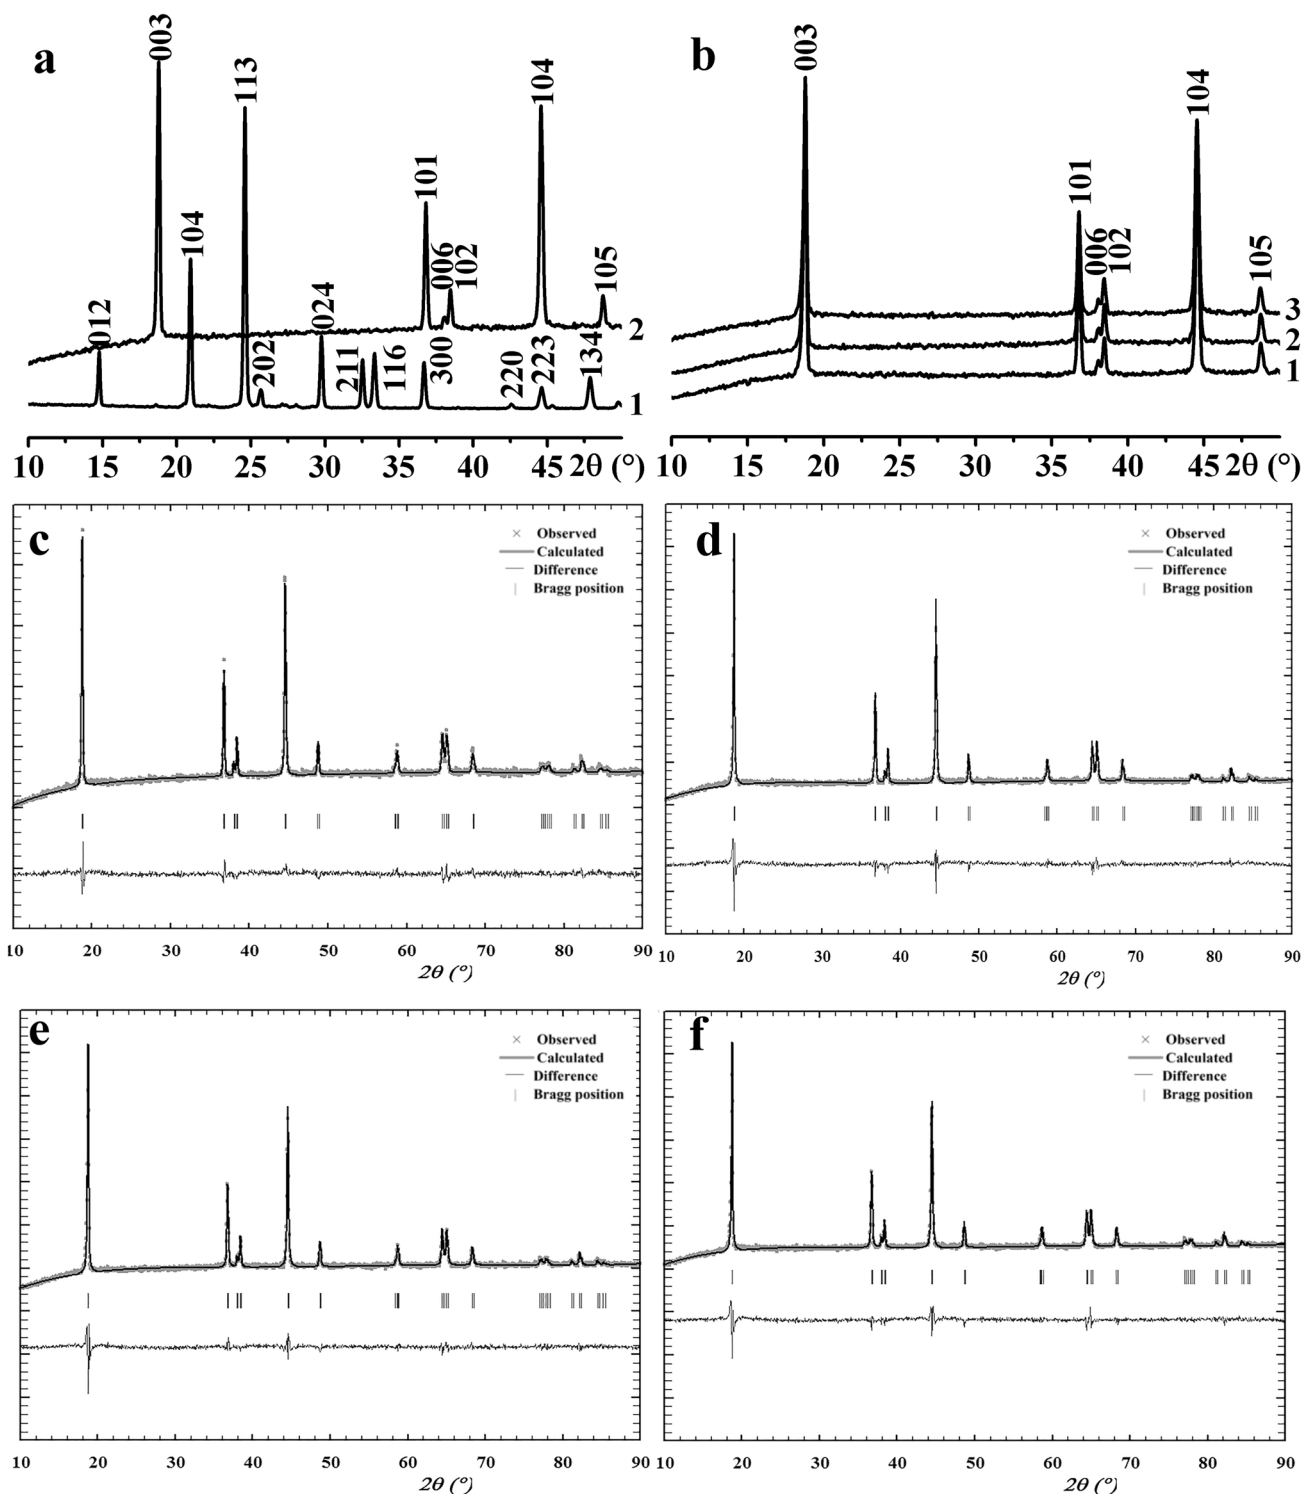 a
003
113
104
104
101
006
102
105
012
202
024
211
116
300
220
223
134
2
1
10 15 20 25 30 35 40 45 2θ (°)
b
003
104
101
006
102
105
3
2
1
10 15 20 25 30 35 40 45 2θ (°)
c
Observed
Calculated
Difference
Bragg position
10 20 30 40 50 60 70 80 90
2θ (°)
d
Observed
Calculated
Difference
Bragg position
10 20 30 40 50 60 70 80 90
2θ (°)
e
Observed
Calculated
Difference
Bragg position
10 20 30 40 50 60 70 80 90
2θ (°)
f
Observed
Calculated
Difference
Bragg position
10 20 30 40 50 60 70 80 90
2θ (°)